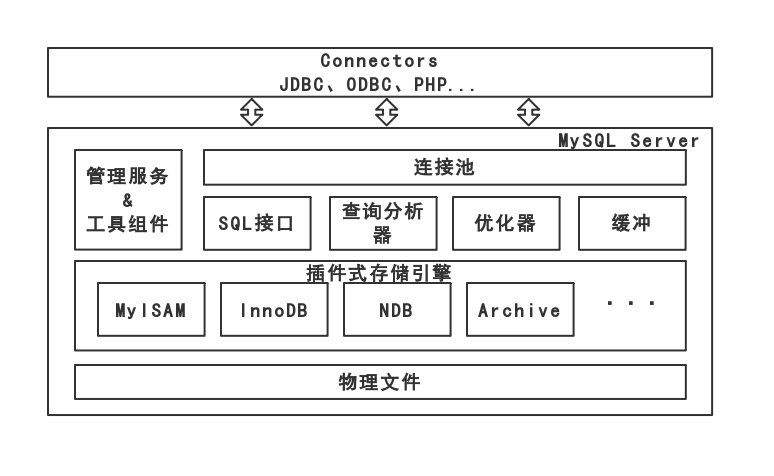 Connectors
JDBC、ODBC、PHP...
MySQL Server
管理服务
&
工具组件
连接池
SQL接口
查询分析
器
优化器
缓冲
插件式存储引擎
MyISAM
InnoDB
NDB
Archive
...
物理文件